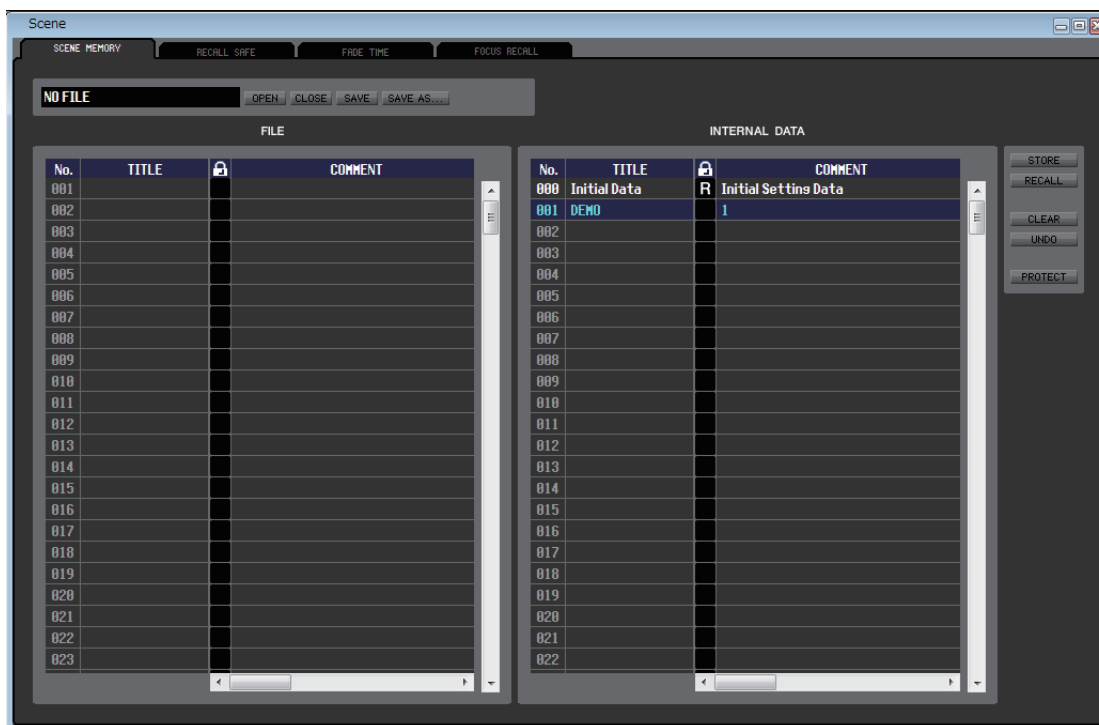 Scene
SCENE MEMORY RECALL SAFE FADE TIME FOCUS RECALL
NO FILE OPEN CLOSE SAVE SAVE AS...
FILE INTERNAL DATA
No. TITLE COMMENT No. TITLE COMMENT STORE
001 000 Initial Data R Initial Setting Data RECALL
002 001 DEMO 1 CLEAR
003 002 UNDO
004 003
005 004 PROTECT
006 005
007 006
008 007
009 008
010 009
011 010
012 011
013 012
014 013
015 014
016 015
017 016
018 017
019 018
020 019
021 020
022 021
023 022